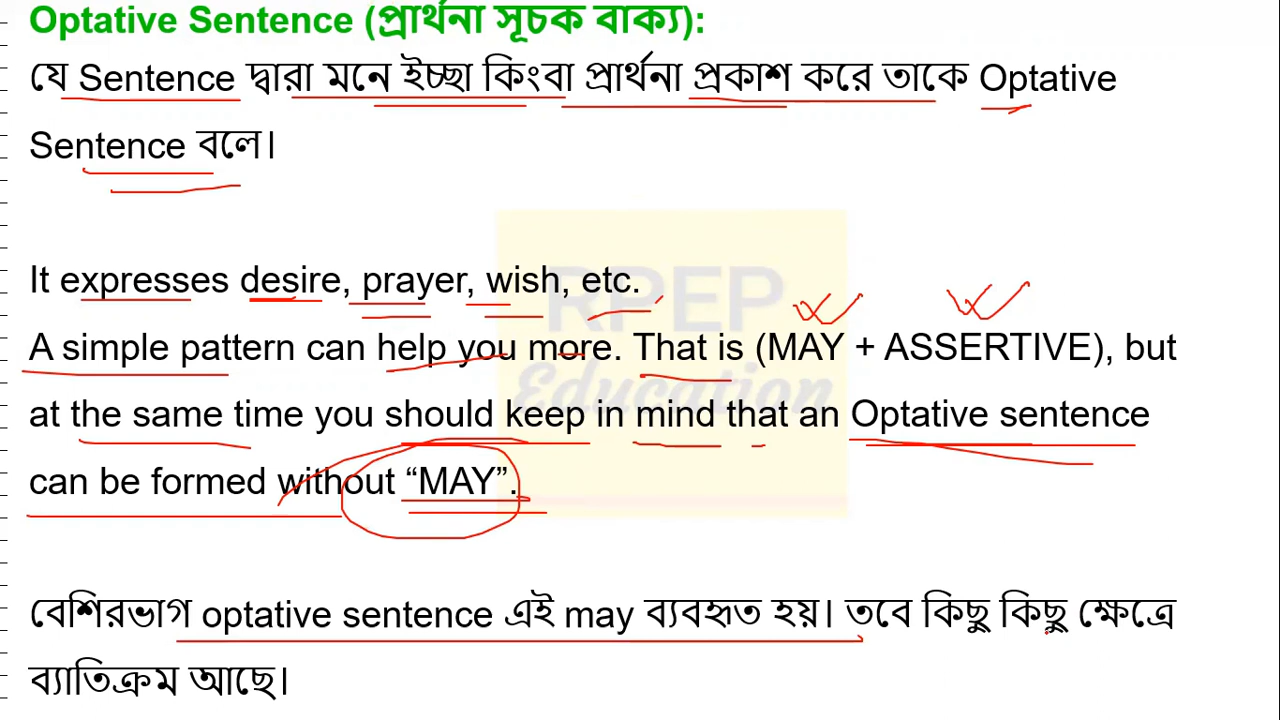 Optative Sentence (প্রার্থনা সূচক বাক্য):
যে Sentence দ্বারা মনে ইচ্ছা কিংবা প্রার্থনা প্রকাশ করে তাকে Optative
Sentence বলে।
It expresses desire, prayer, wish, etc.
A simple pattern can help you more. That is (MAY + ASSERTIVE), but
at the same time you should keep in mind that an Optative sentence
can be formed without “MAY”.
বেশিরভাগ optative sentence এই may ব্যবহৃত হয়। তবে কিছু কিছু ক্ষেত্রে
ব্যাতিক্রম আছে।
RPEP
Education